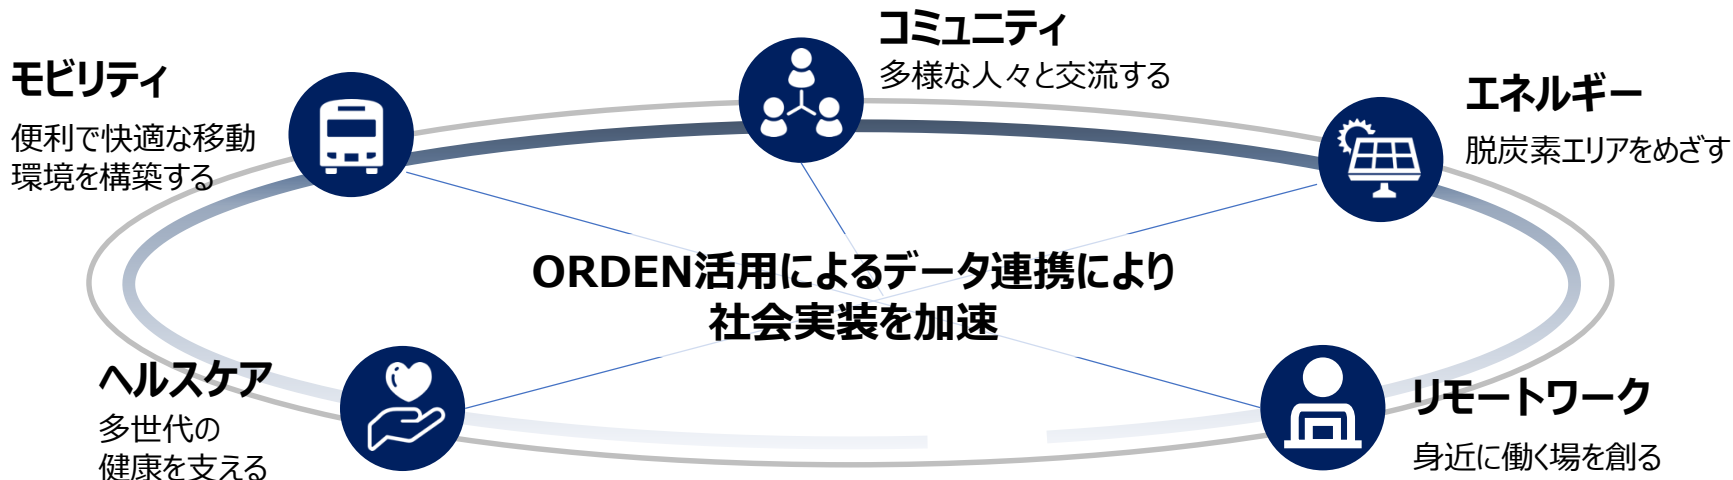 モビリティ
便利で快適な移動
環境を構築する
コミュニティ
多様な人々と交流する
エネルギー
脱炭素エリアをめざす
ORDEN活用によるデータ連携により
社会実装を加速
ヘルスケア
多世代の
健康を支える
リモートワーク
身近に働く場を創る